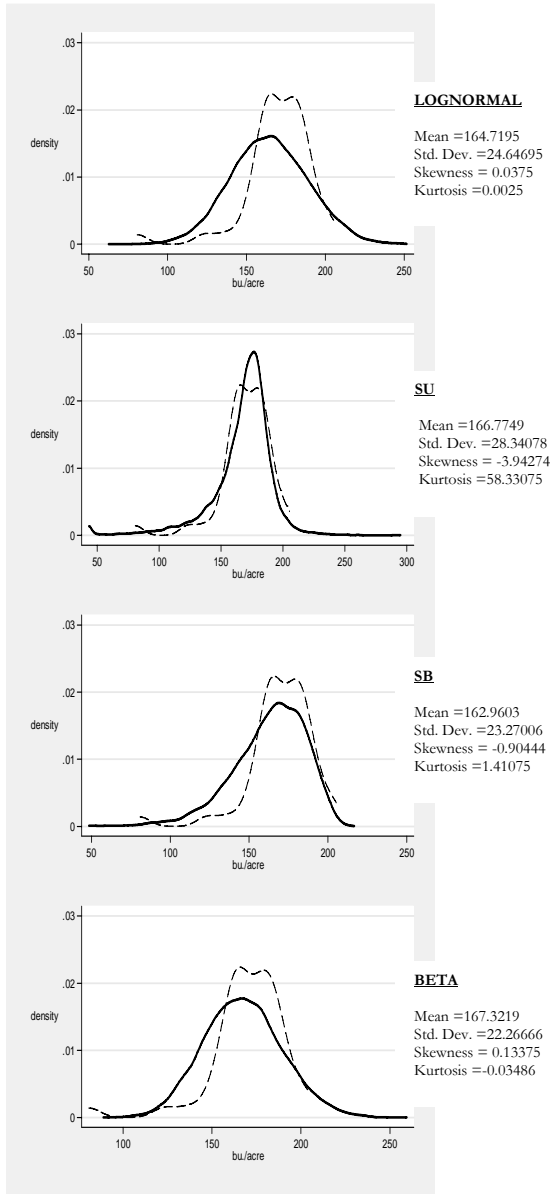 .03
.02
density
.01
0
50 100 150 200 250
bu./acre
LOGNORMAL
Mean =164.7195
Std. Dev. =24.64695
Skewness = 0.0375
Kurtosis =0.0025
.03
.02
density
.01
0
50 100 150 200 250 300
bu./acre
SU
Mean =166.7749
Std. Dev. =28.34078
Skewness = -3.94274
Kurtosis =58.33075
.03
.02
density
.01
0
50 100 150 200 250
bu./acre
SB
Mean =162.9603
Std. Dev. =23.27006
Skewness = -0.90444
Kurtosis =1.41075
.03
.02
density
.01
0
100 150 200 250
bu./acre
BETA
Mean =167.3219
Std. Dev. =22.26666
Skewness = 0.13375
Kurtosis =-0.03486